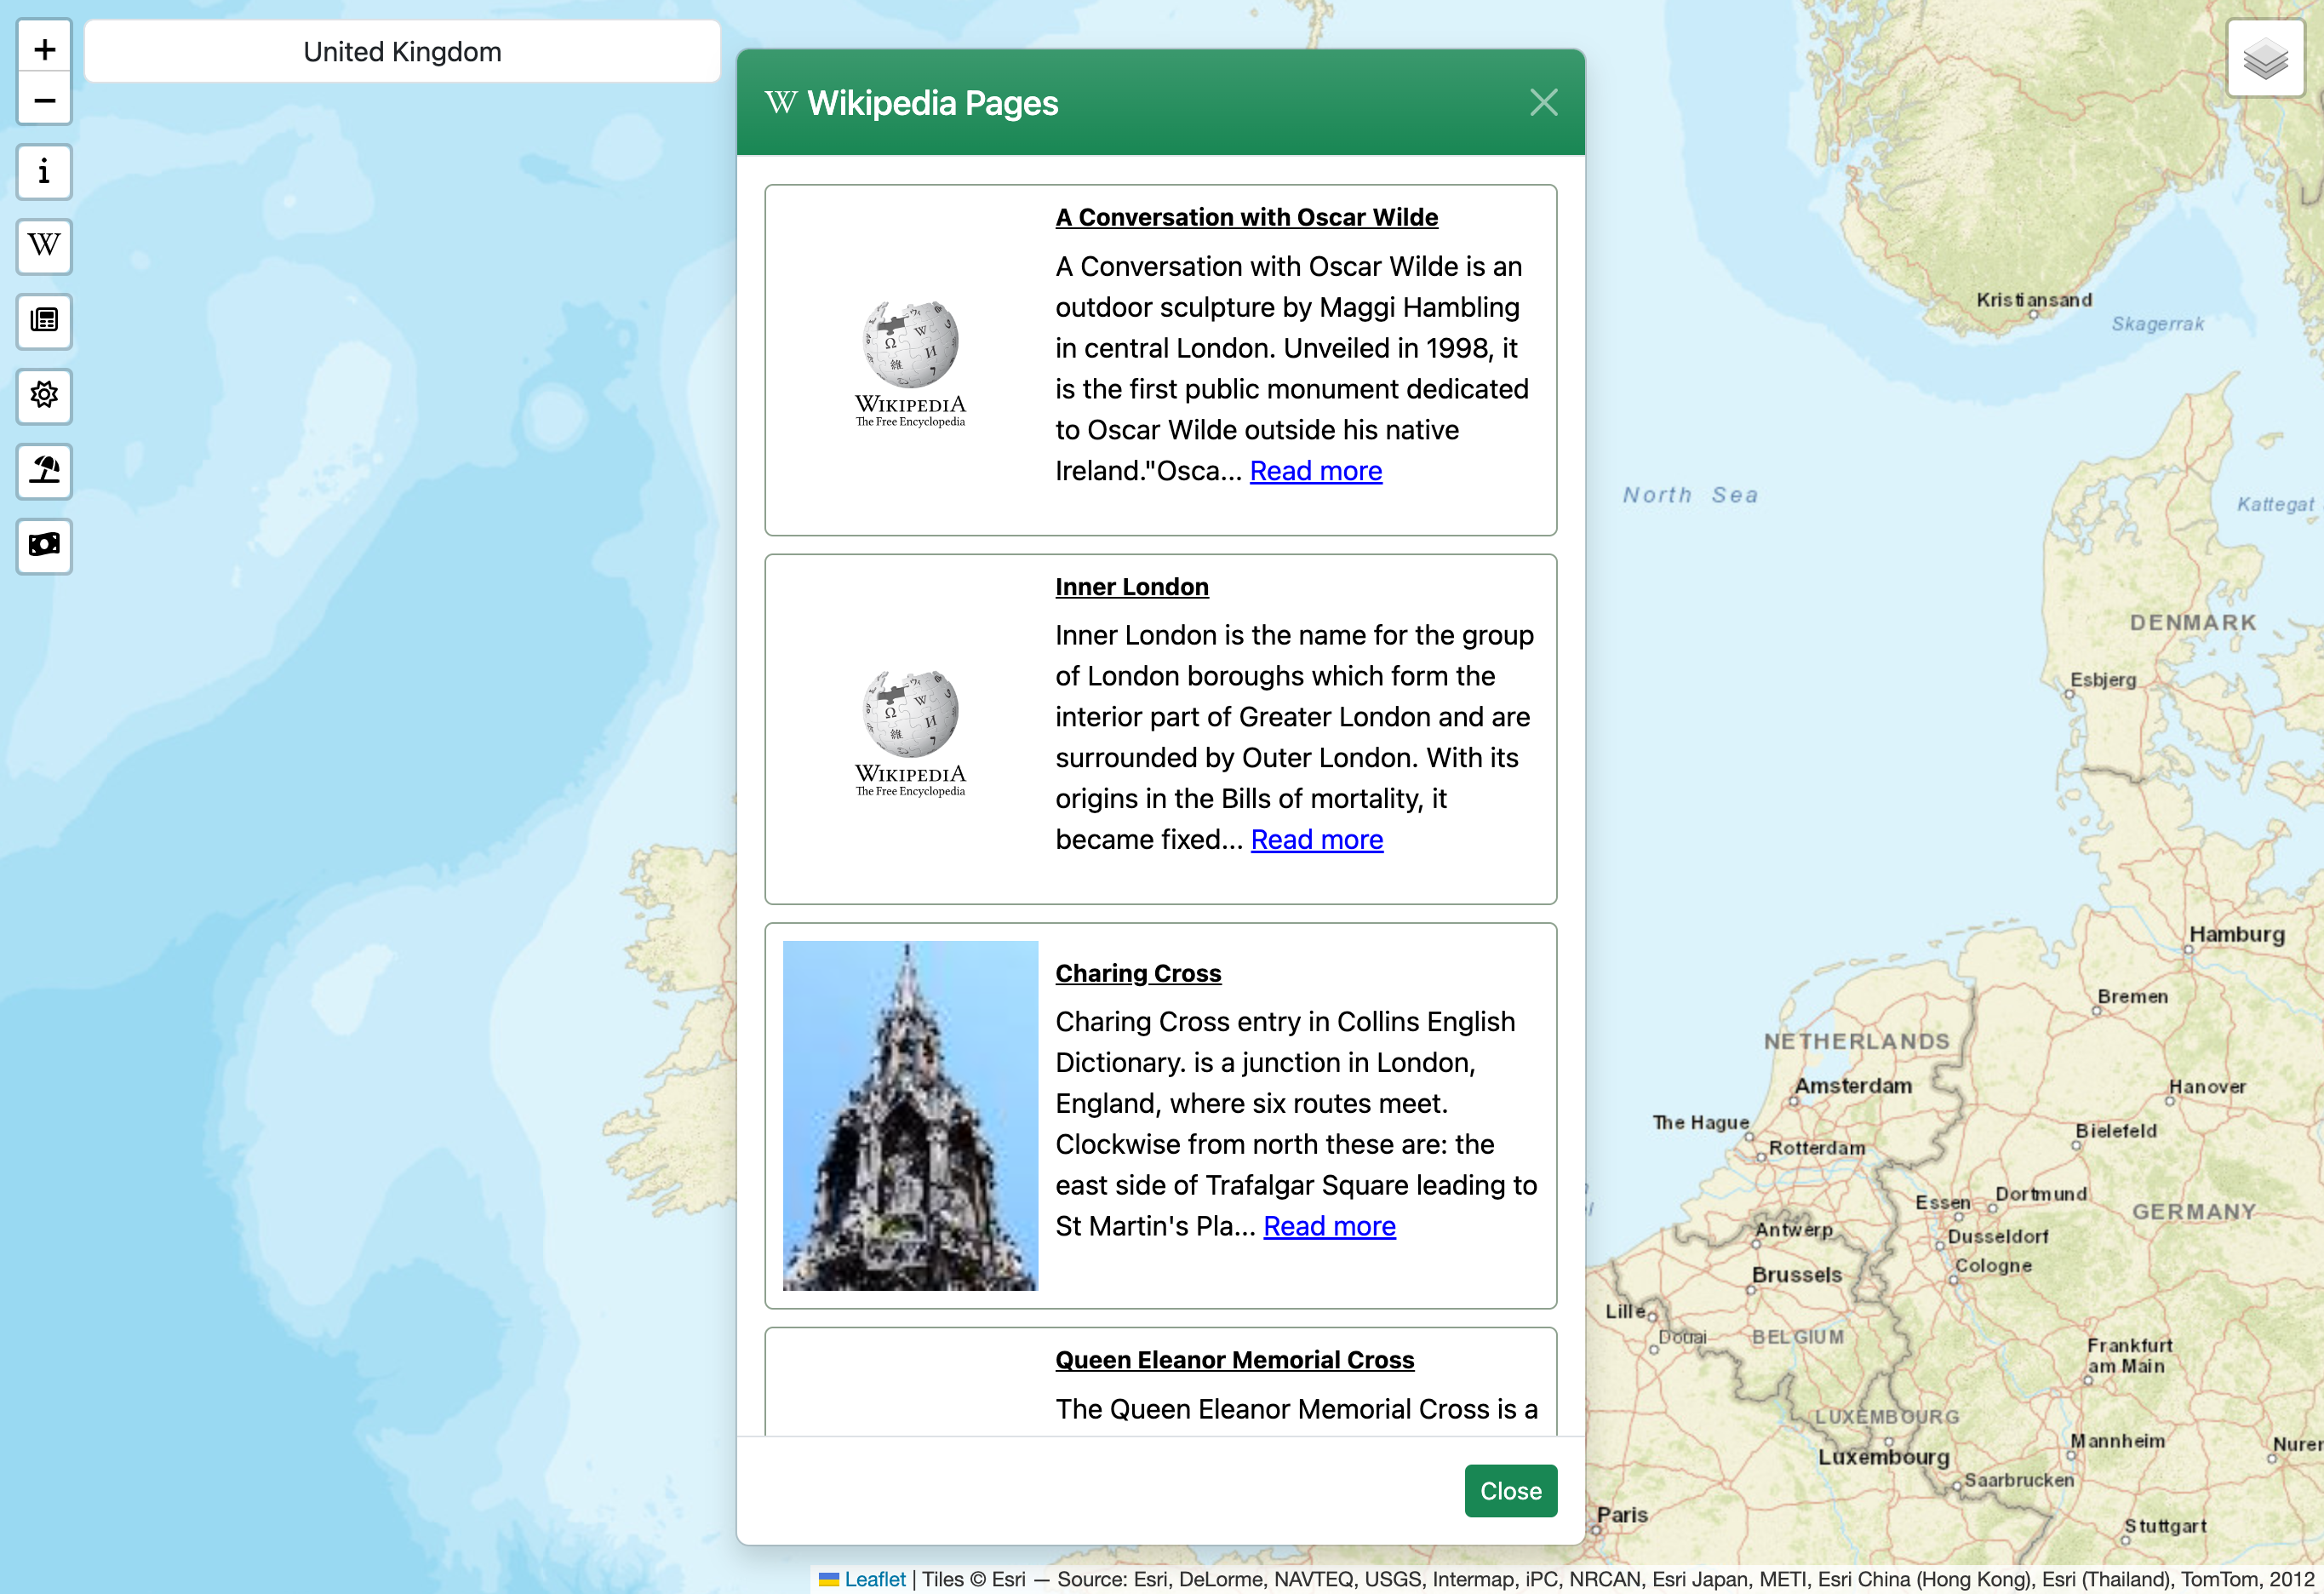 +
United Kingdom
−
i
W
W Wikipedia Pages
A Conversation with Oscar Wilde
A Conversation with Oscar Wilde is an
outdoor sculpture by Maggi Hambling
in central London. Unveiled in 1998, it
is the first public monument dedicated
to Oscar Wilde outside his native
Ireland."Osca... Read more
WIKIPEDIA
The Free Encyclopedia
Inner London
Inner London is the name for the group
of London boroughs which form the
interior part of Greater London and are
surrounded by Outer London. With its
origins in the Bills of mortality, it
became fixed... Read more
WIKIPEDIA
The Free Encyclopedia
Charing Cross
Charing Cross entry in Collins English
Dictionary. is a junction in London,
England, where six routes meet.
Clockwise from north these are: the
east side of Trafalgar Square leading to
St Martin's Pla... Read more
Queen Eleanor Memorial Cross
The Queen Eleanor Memorial Cross is a
Close
Kristiansand
Skagerrak
North Sea
Kattegat
DENMARK
Esbjerg
Hamburg
Bremen
NETHERLANDS
Amsterdam
Hanover
The Hague
Bielefeld
Rotterdam
Essen
Dortmund
GERMANY
Antwerp
Dusseldorf
Cologne
Brussels
Lille
Douai
BELGIUM
Frankfurt
am Main
LUXEMBOURG
Mannheim
Luxembourg
Saarbrucken
Paris
Stuttgart
Leaflet | Tiles © Esri — Source: Esri, DeLorme, NAVTEQ, USGS, Intermap, iPC, NRCAN, Esri Japan, METI, Esri China (Hong Kong), Esri (Thailand), TomTom, 2012